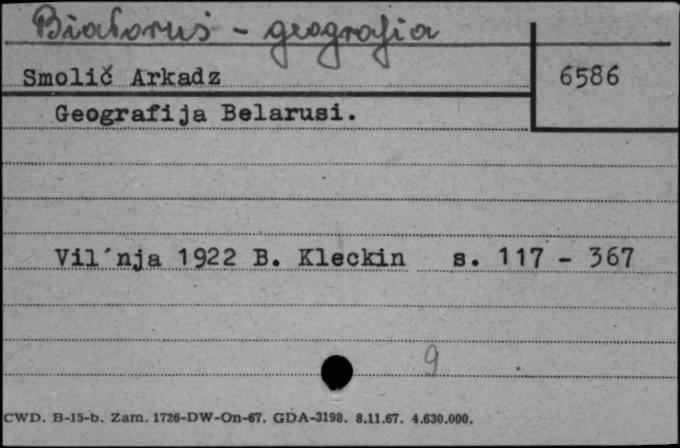 Białoruś - geografia
Smolič Arkadz 6586
Geografija Belarusi.
Vil´nja 1922 B. Kleckin s. 117 - 367
9
CWD. B-15-b. Zam. 1726-DW-On-67. GDA-3198. 8.11.67. 4.630.000.